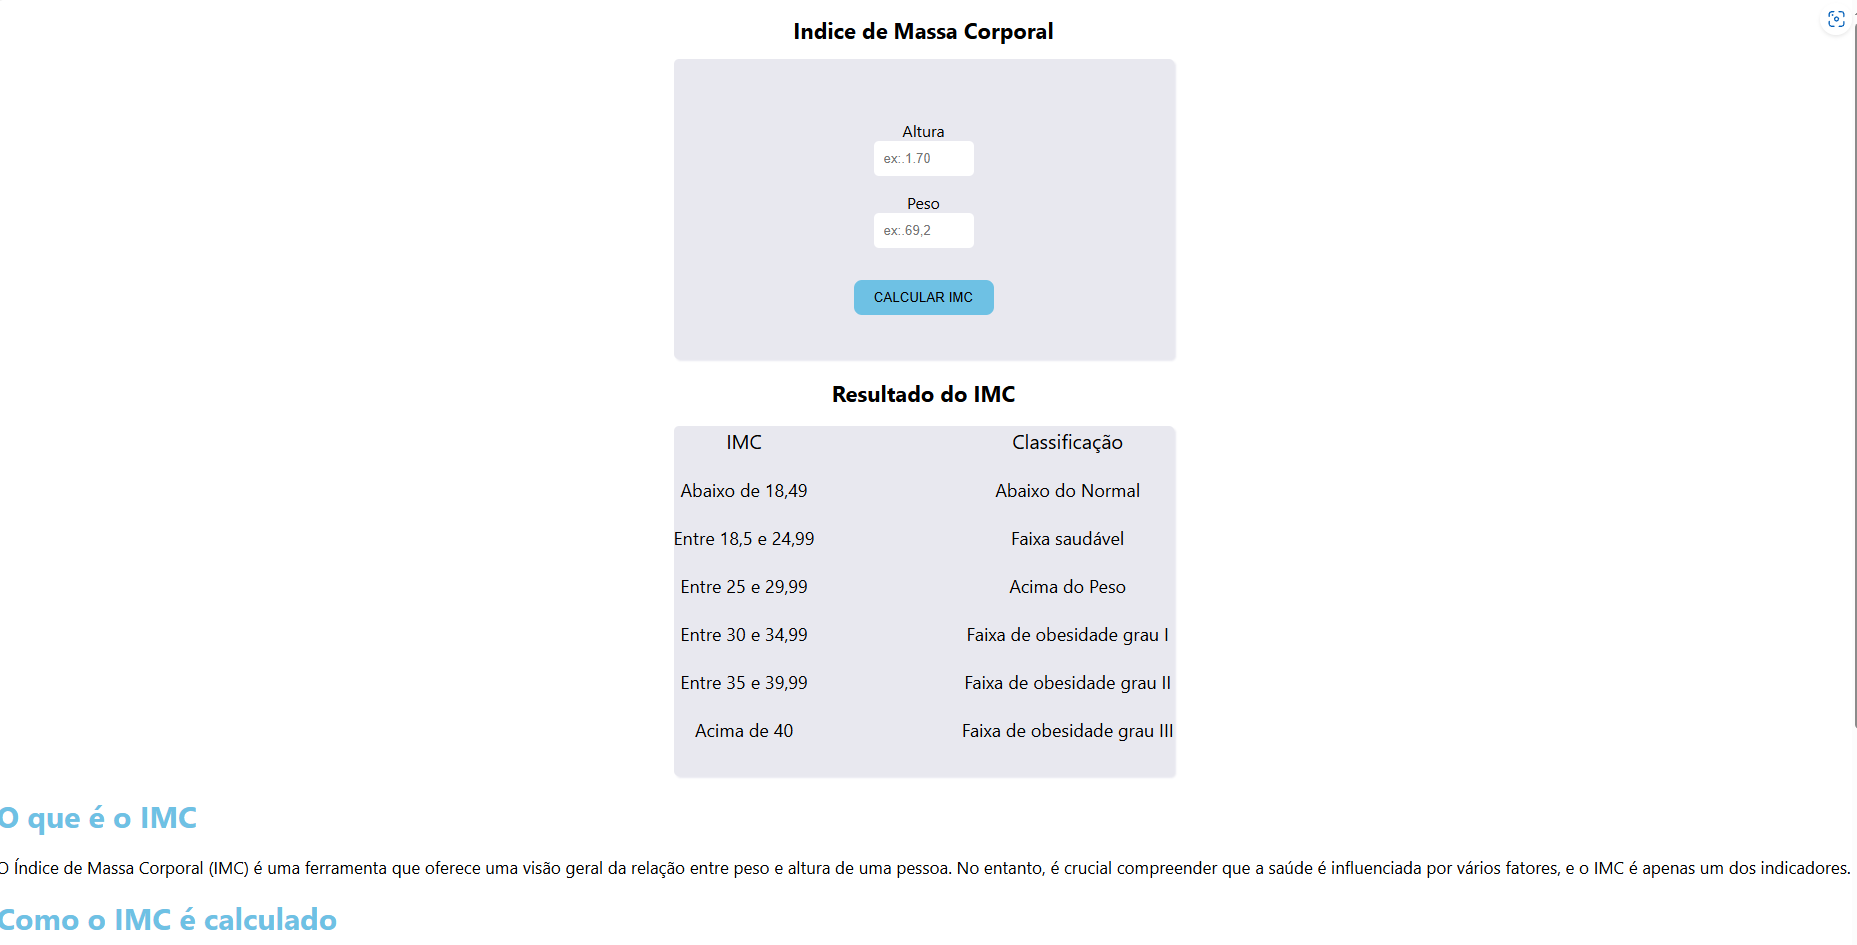 Indice de Massa Corporal
Altura
ex:.1.70
Peso
ex:.69,2
CALCULAR IMC
Resultado do IMC
IMC Classificação
Abaixo de 18,49 Abaixo do Normal
Entre 18,5 e 24,99 Faixa saudável
Entre 25 e 29,99 Acima do Peso
Entre 30 e 34,99 Faixa de obesidade grau I
Entre 35 e 39,99 Faixa de obesidade grau II
Acima de 40 Faixa de obesidade grau III
O que é o IMC
O Índice de Massa Corporal (IMC) é uma ferramenta que oferece uma visão geral da relação entre peso e altura de uma pessoa. No entanto, é crucial compreender que a saúde é influenciada por vários fatores, e o IMC é apenas um dos indicadores.
Como o IMC é calculado